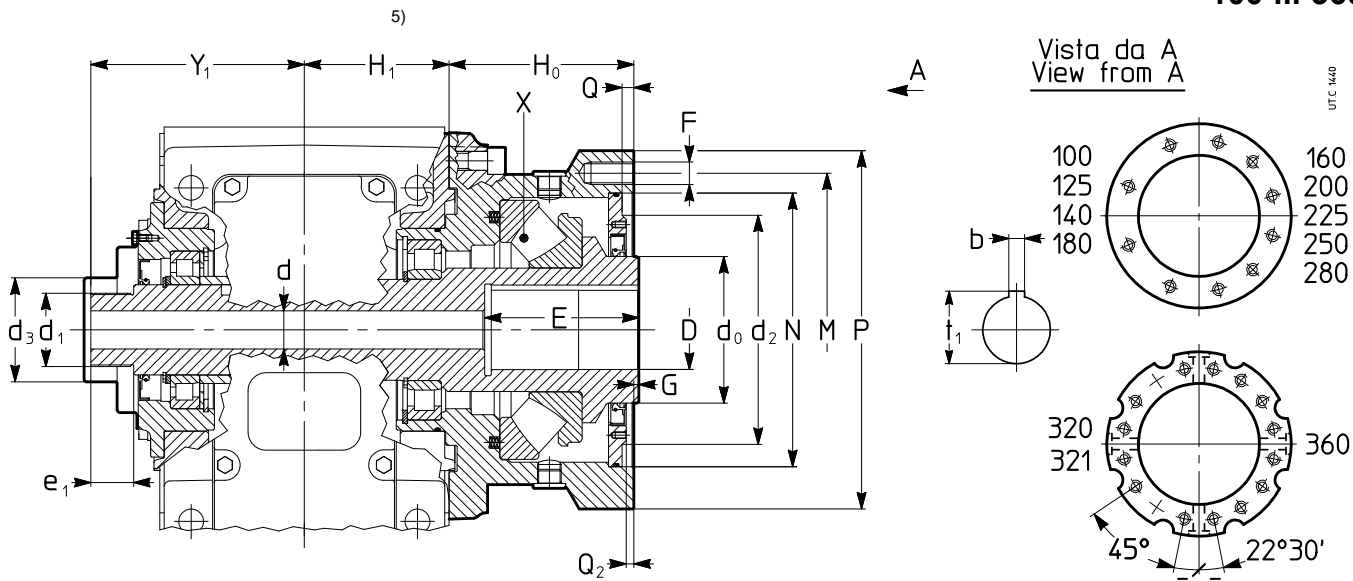 5)
Y₁
H₁
H₀
A
Q
X
F
d₃
d₁
d
E
D
d₀
d₂
N
M
P
G
e₁
Q₂
Vista da A
View from A
UT.C 1440
100
125
140
180
160
200
225
250
280
b
t₁
320
321
360
45°
22°30'